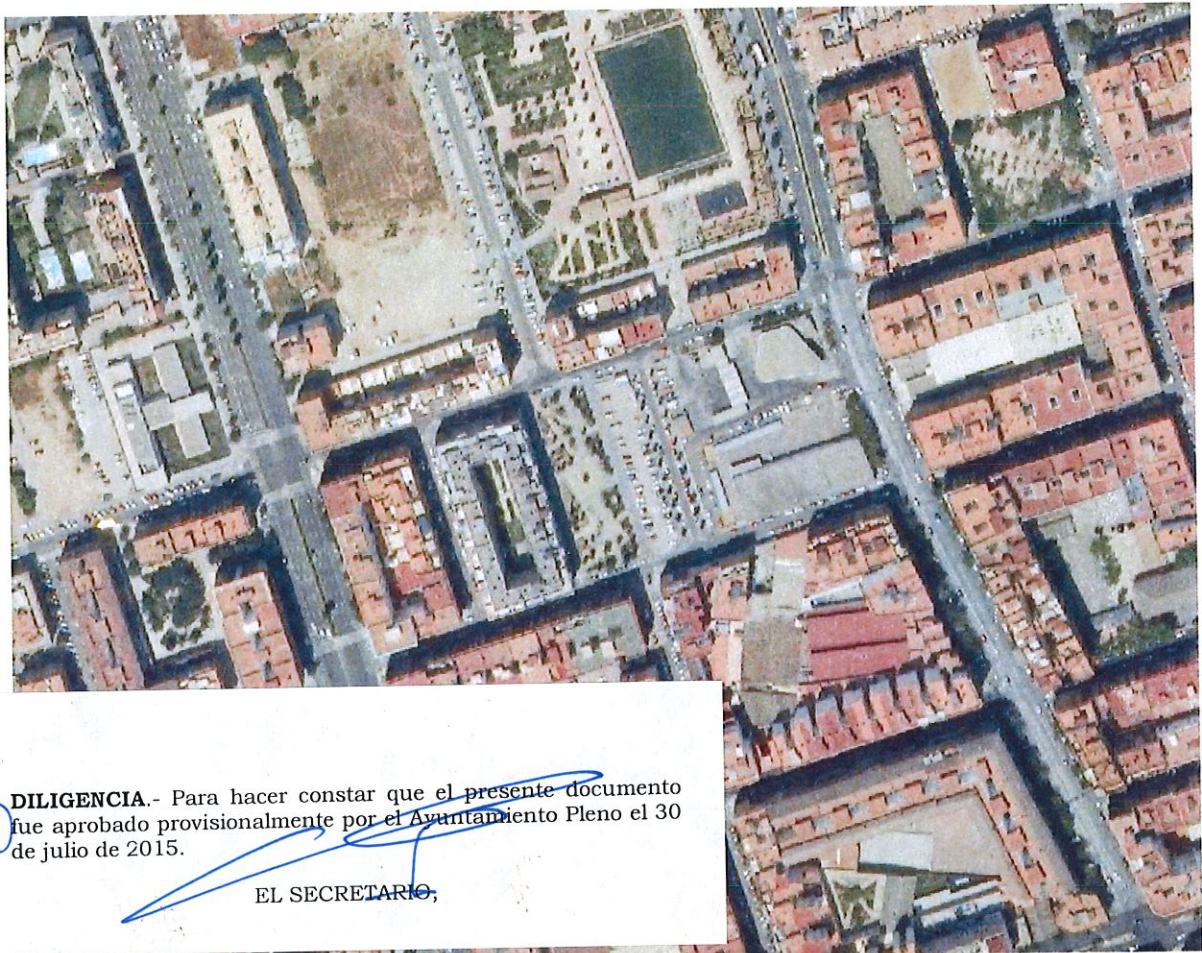 DILIGENCIA.- Para hacer constar que el presente documento
fue aprobado provisionalmente por el Ayuntamiento Pleno el 30
de julio de 2015.
EL SECRETARIO,